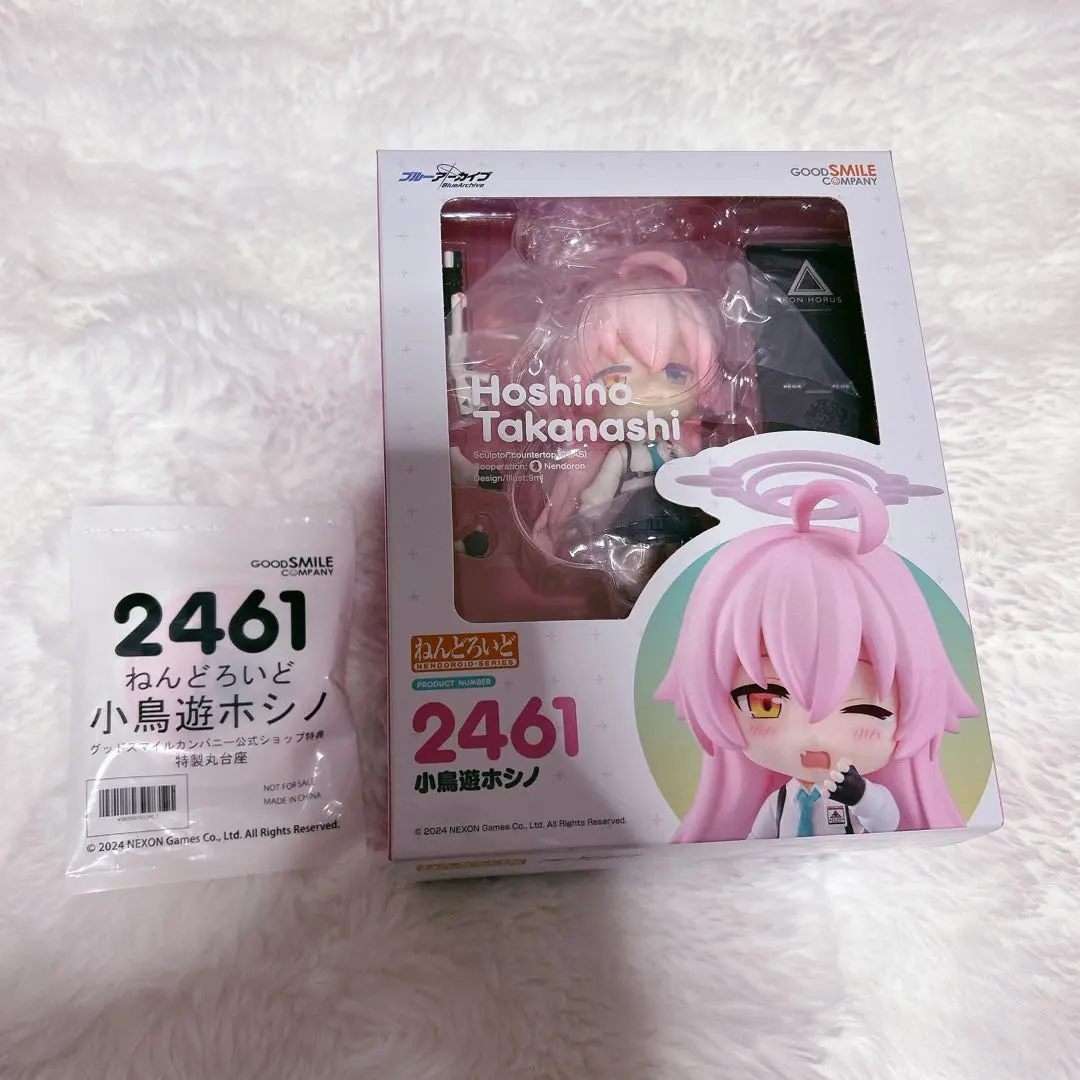 GOODSMILE
COMPANY
2461
ねんどろいど
小鳥遊ホシノ
グッドスマイルカンパニー公式ショップ特典
特製丸台座
NOT FOR SALE
MADE IN CHINA
© 2024 NEXON Games Co., Ltd. All Rights Reserved.
ブルーアーカイブ
BlueArchive
GOODSMILE
COMPANY
HORUS
Hoshino
Takanashi
Sculptor:countertop
Cooperation: Nendoron
Design/Illust:9mj
ねんどろいど
NENDOROID-SERIES
PRODUCT NUMBER
2461
小鳥遊ホシノ
© 2024 NEXON Games Co., Ltd. All Rights Reserved.